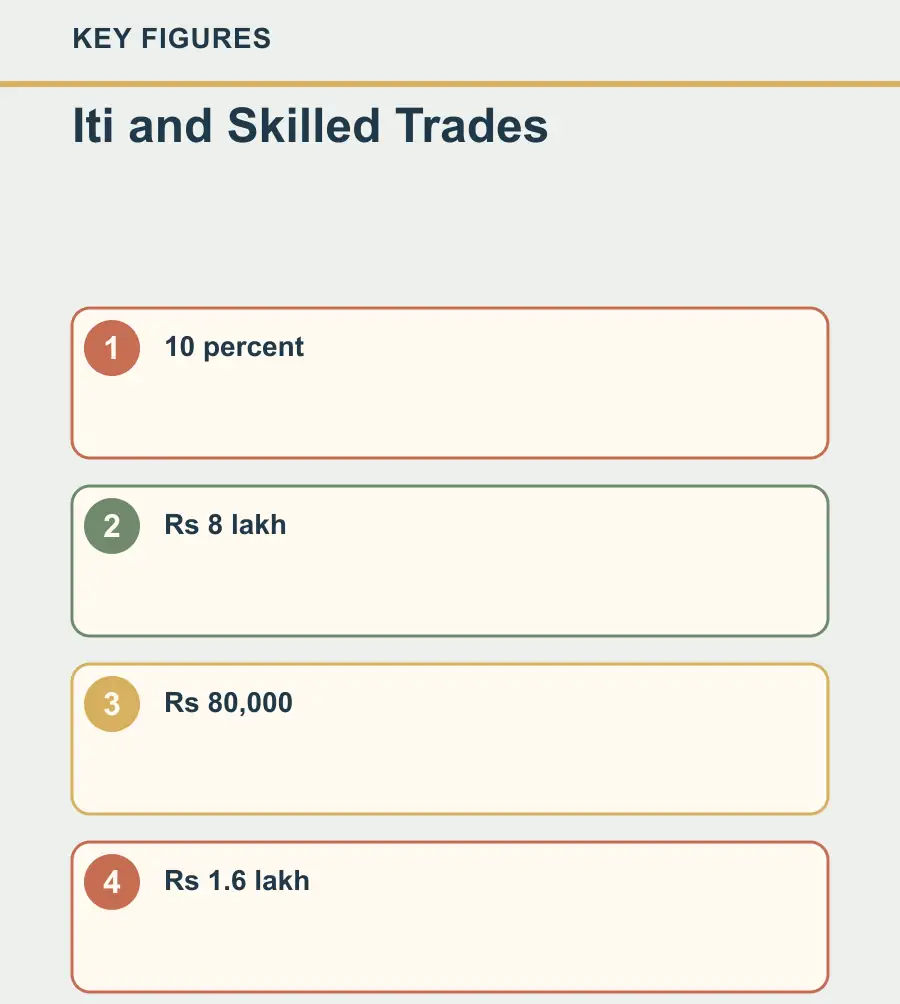 KEY FIGURES
Iti and Skilled Trades
1 10 percent
2 Rs 8 lakh
3 Rs 80,000
4 Rs 1.6 lakh